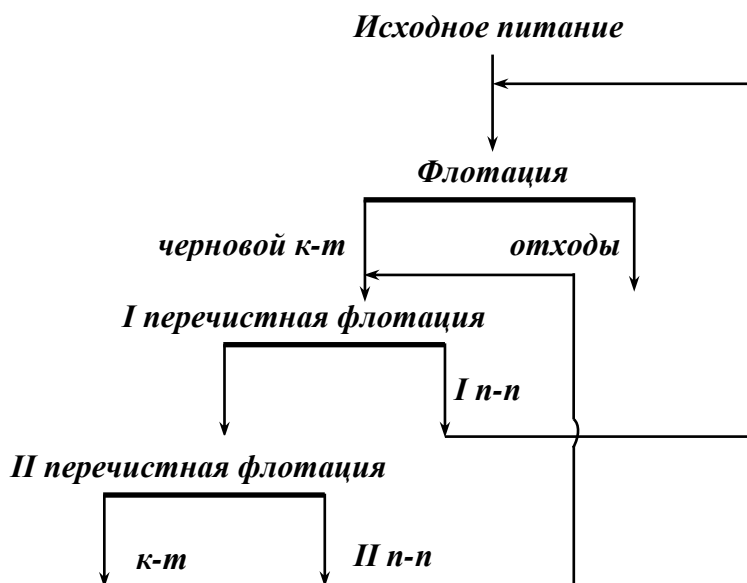 Исходное питание
Флотация
черновой к-т
отходы
I перечистная флотация
I п-п
II перечистная флотация
к-т
II п-п